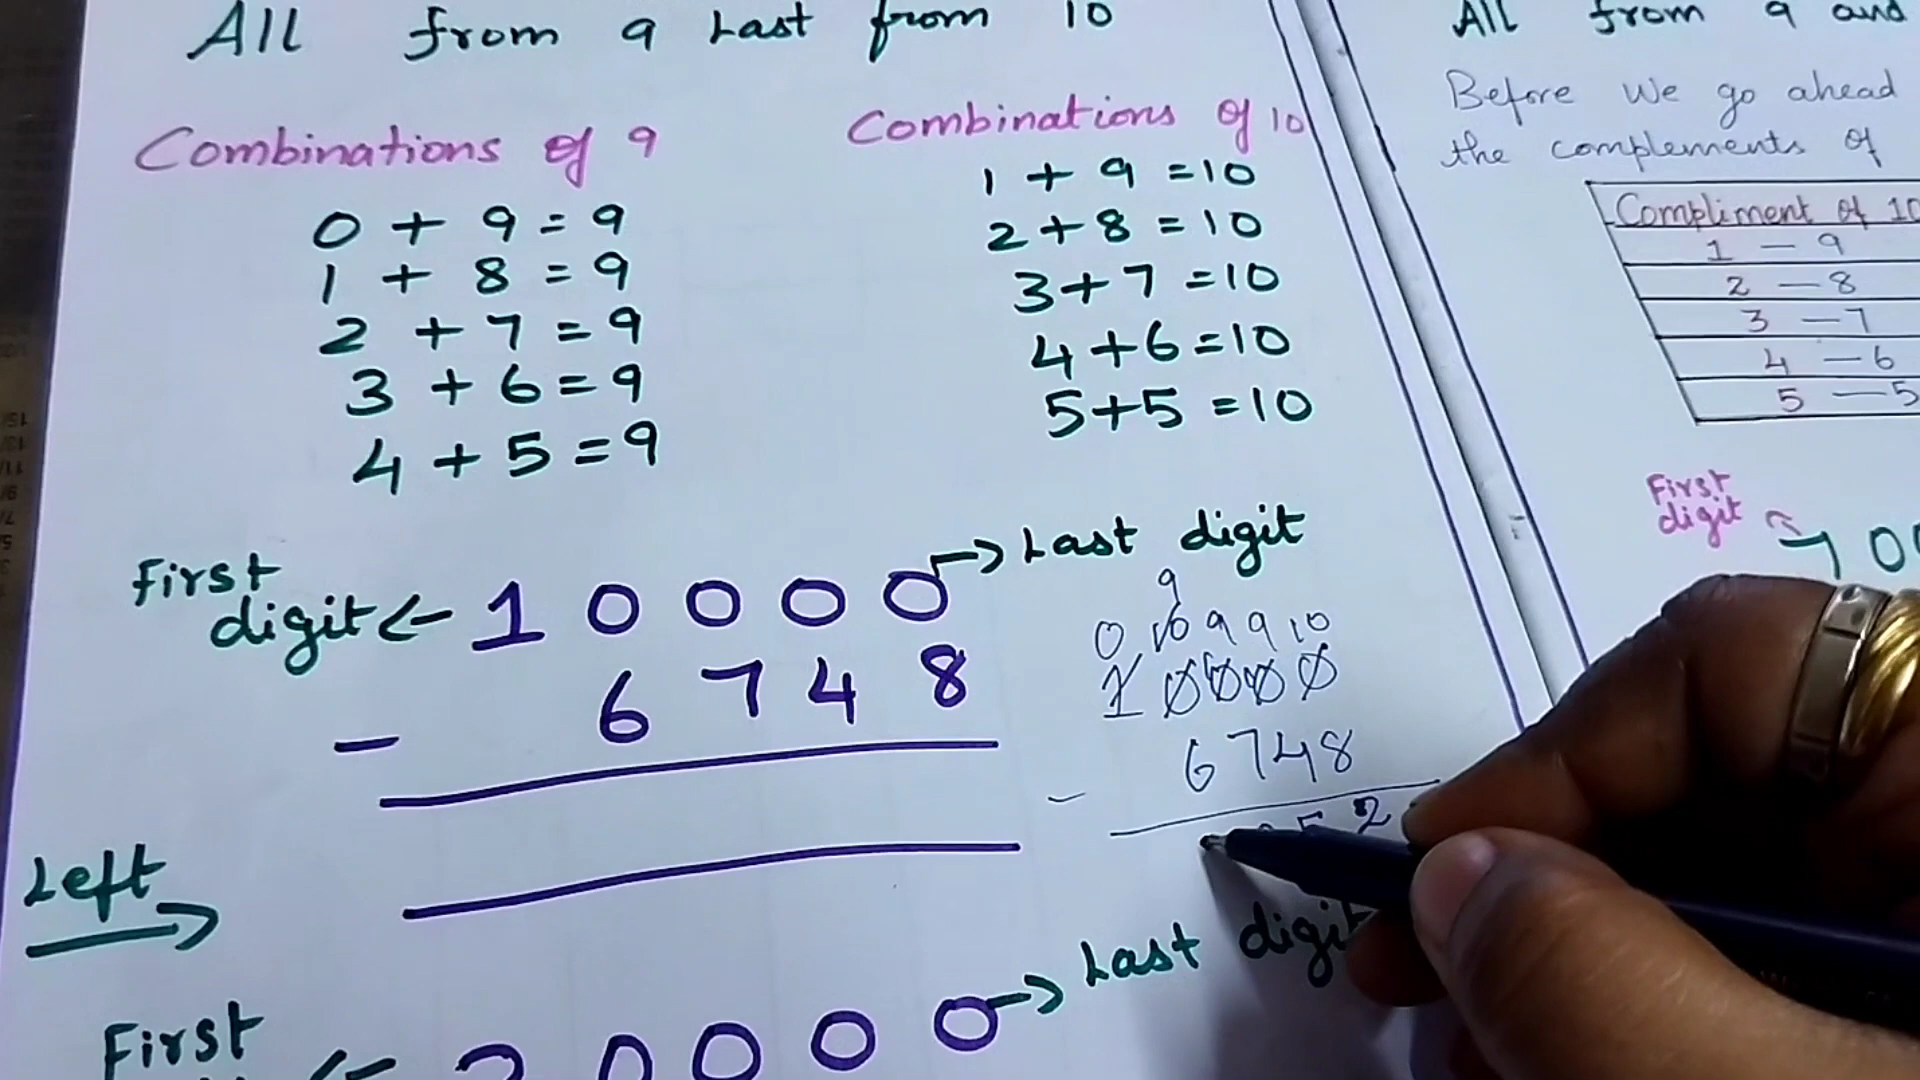 All from 9 Last from 10
Combinations of 9
0 + 9 = 9
1 + 8 = 9
2 + 7 = 9
3 + 6 = 9
4 + 5 = 9
Combinations of 10
1 + 9 = 10
2 + 8 = 10
3 + 7 = 10
4 + 6 = 10
5 + 5 = 10
First digit ← 1 0 0 0 0 → Last digit
6 7 4 8
−
9
0 10 9 9 10
1 0 0 0 0
6 7 4 8
−
5 2
Left →
First
← 2 0 0 0 0 → Last digit
All from 9 and
Before we go ahead
the complements of
Compliment of 10
1 — 9
2 — 8
3 — 7
4 — 6
5 — 5
First digit
1 0